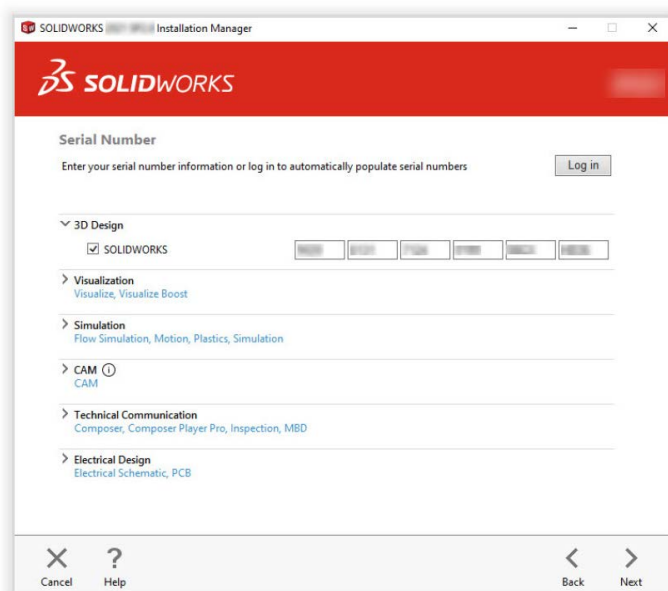 SOLIDWORKS Installation Manager
SOLIDWORKS
Serial Number
Enter your serial number information or log in to automatically populate serial numbers
Log in
3D Design
SOLIDWORKS
Visualization
Visualize, Visualize Boost
Simulation
Flow Simulation, Motion, Plastics, Simulation
CAM
CAM
Technical Communication
Composer, Composer Player Pro, Inspection, MBD
Electrical Design
Electrical Schematic, PCB
?
Cancel Help Back Next